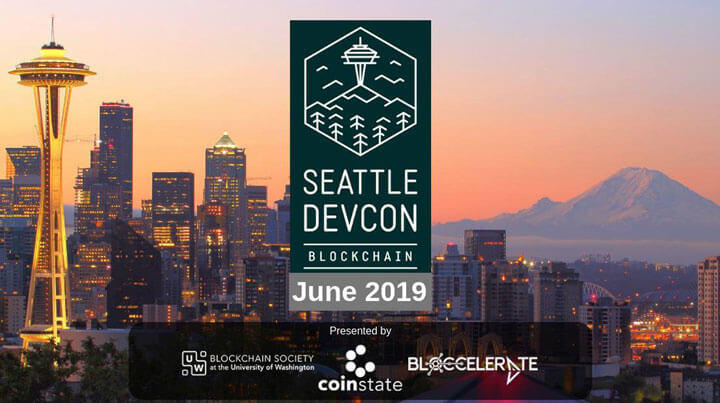 SEATTLE
DEVCON
BLOCKCHAIN
June 2019
Presented by
UW
BLOCKCHAIN SOCIETY
at the University of Washington
coinstate
BLOCCELERATE